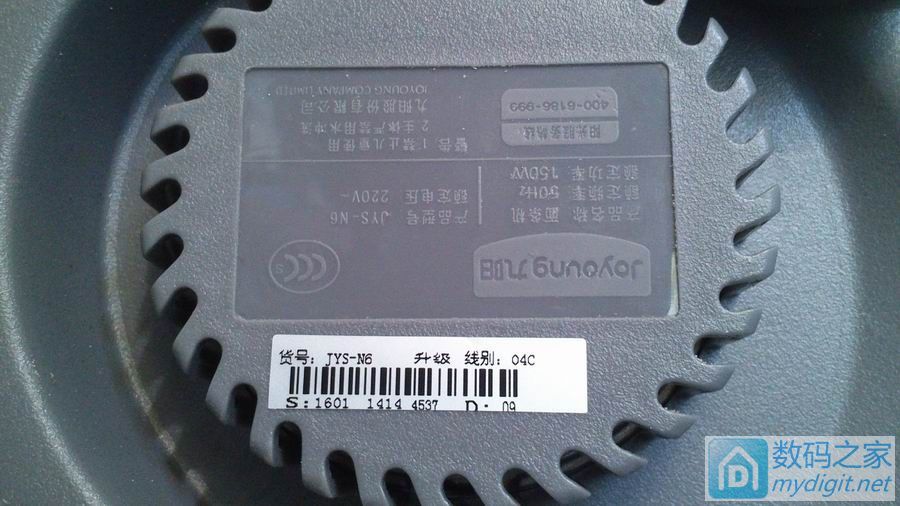 Joyoung九阳
产品名称 面条机
产品型号 JYS-N6
额定频率 50Hz
额定电压 220V~
额定功率 150W
警告 1 禁止儿童使用
2 主体严禁用水冲洗
阳光服务热线
400-6186-999
九阳股份有限公司
JOYOUNG COMPANY LIMITED
CCC
S
货号: JYS-N6 升级 线别: 04C
S:1601 1414 4537 D: 09
数码之家
mydigit.net